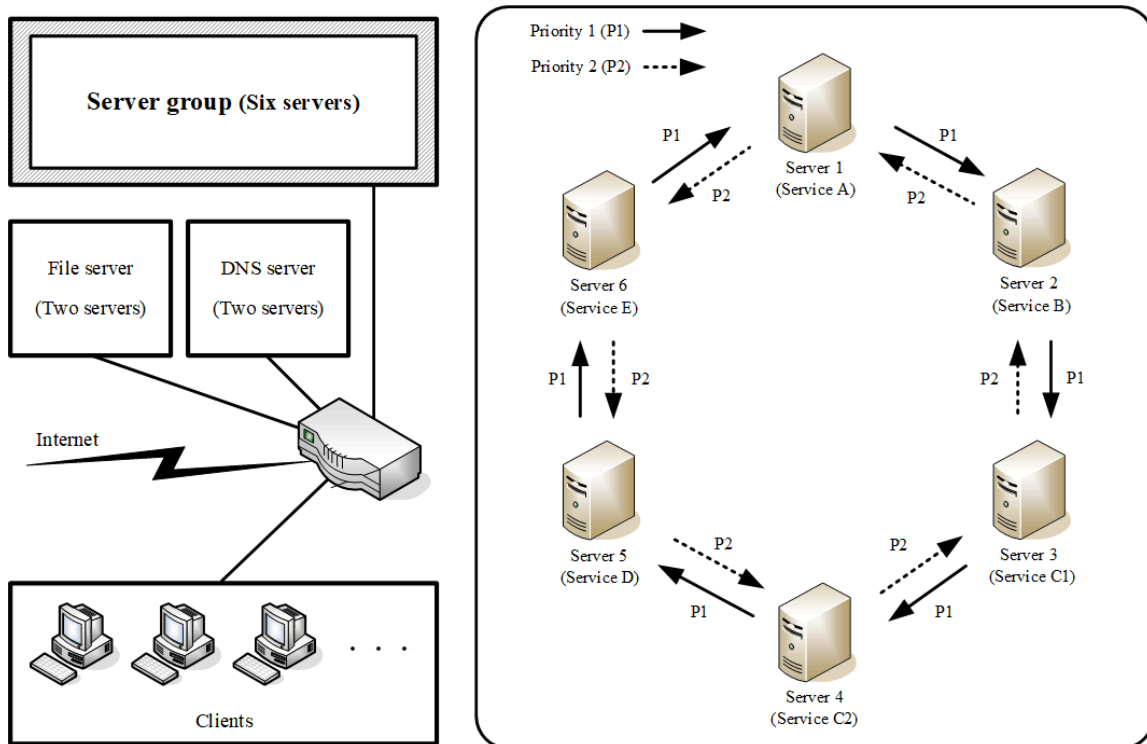 Server group (Six servers)
File server
(Two servers)
DNS server
(Two servers)
Internet
. . .
Clients
Priority 1 (P1)
Priority 2 (P2)
Server 1
(Service A)
P1
P2
P1
P2
Server 6
(Service E)
Server 2
(Service B)
P1
P2
P2
P1
Server 5
(Service D)
Server 3
(Service C1)
P2
P1
P2
P1
Server 4
(Service C2)